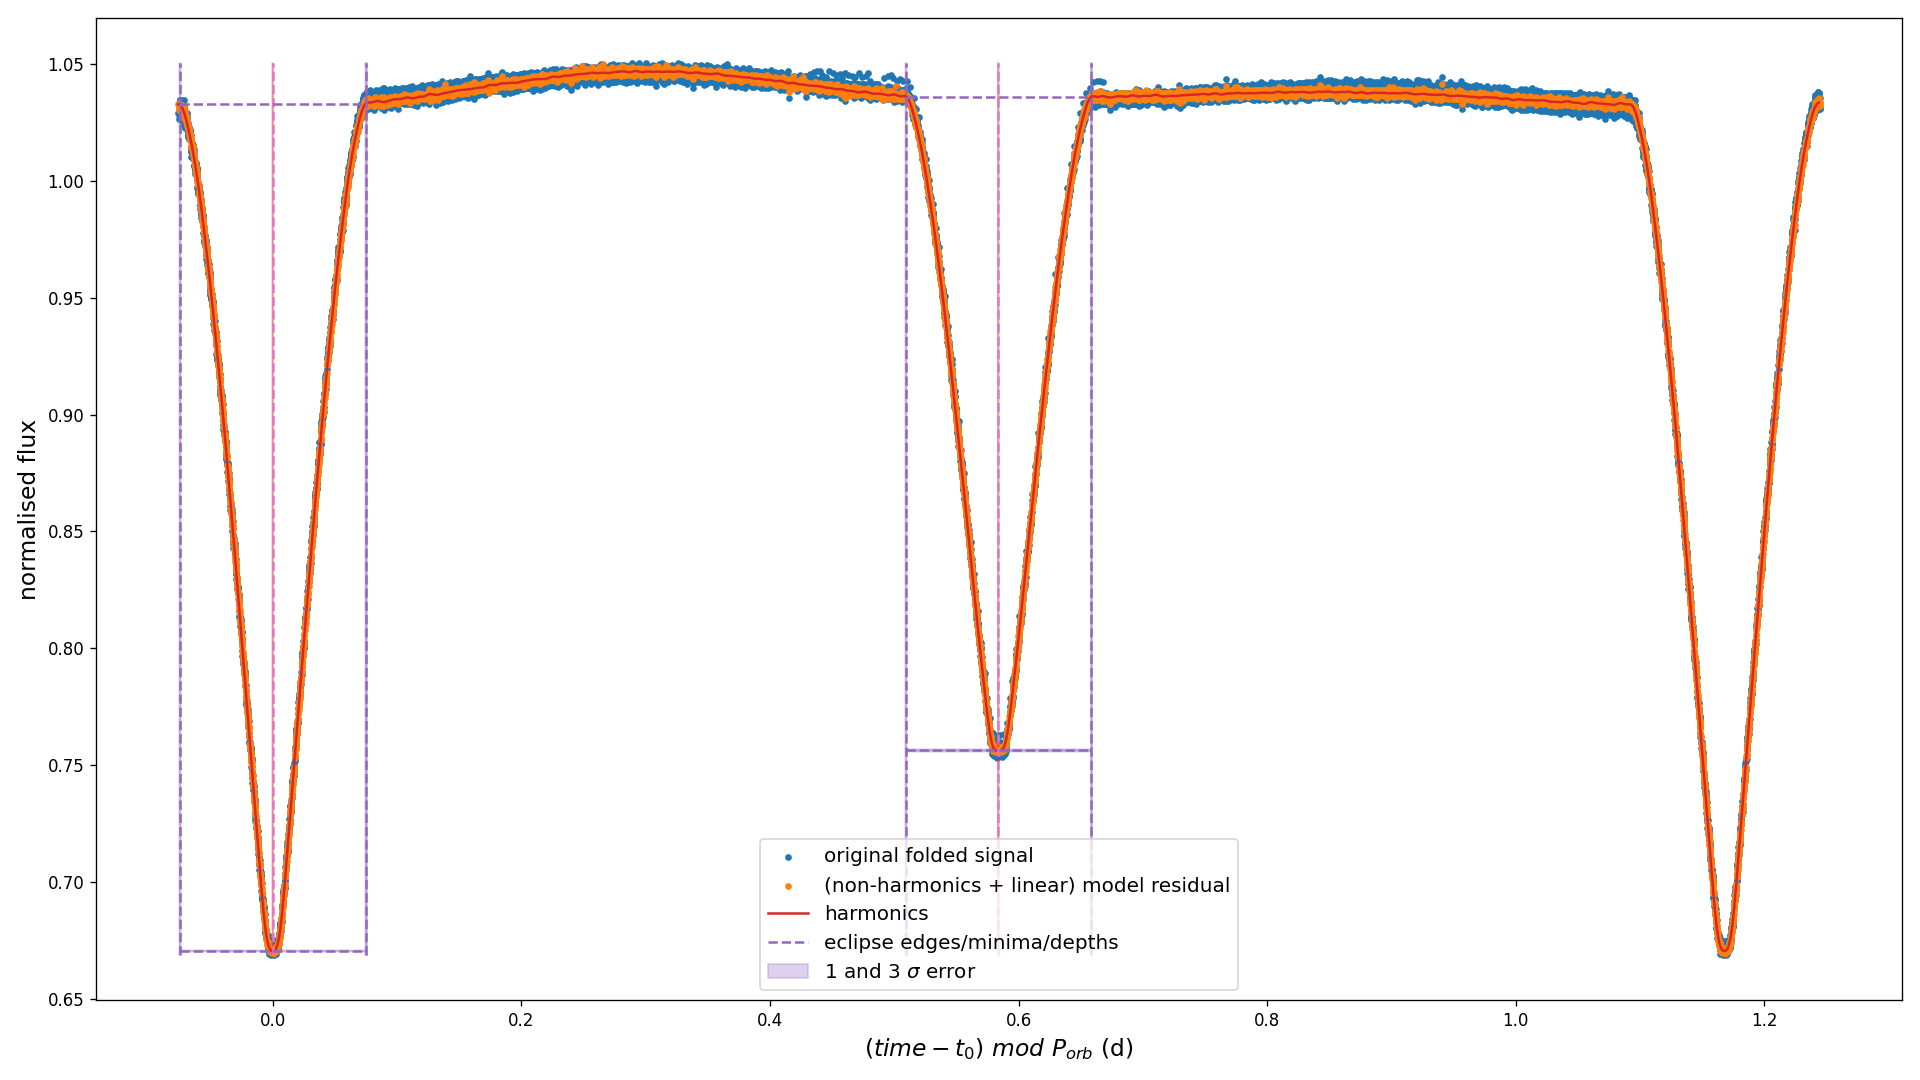 1.05
1.00
0.95
0.90
0.85
0.80
0.75
0.70
0.65
normalised flux
original folded signal
(non-harmonics + linear) model residual
harmonics
eclipse edges/minima/depths
1 and 3 σ error
0.0 0.2 0.4 0.6 0.8 1.0 1.2
(time − t₀) mod Pₒᵣb (d)